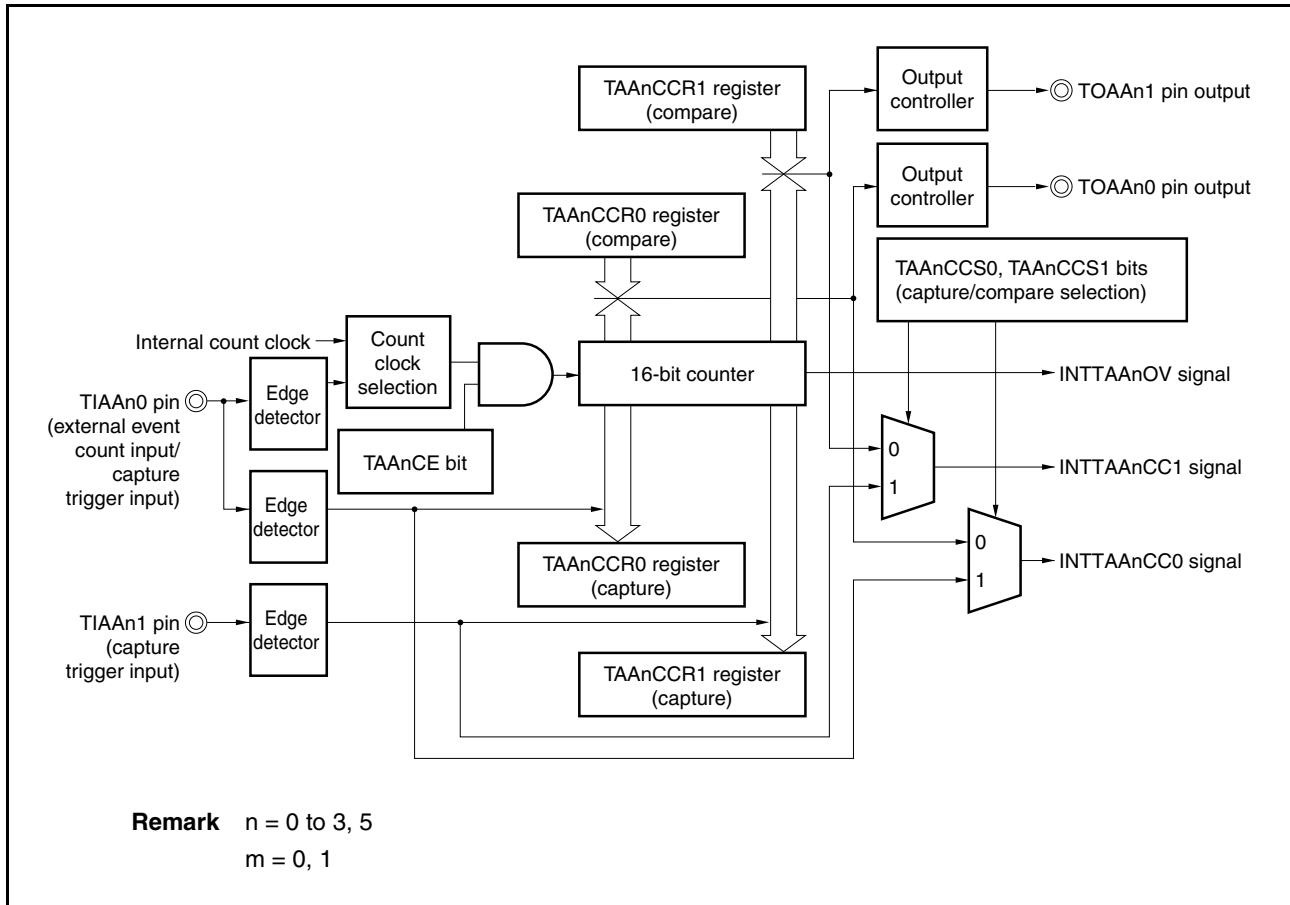 TAAnCCR1 register
(compare)
Output
controller
TOAAn1 pin output
Output
controller
TOAAn0 pin output
TAAnCCR0 register
(compare)
TAAnCCS0, TAAnCCS1 bits
(capture/compare selection)
Internal count clock
Count
clock
selection
16-bit counter
INTTAAnOV signal
TIAAn0 pin
(external event
count input/
capture
trigger input)
Edge
detector
TAAnCE bit
0
1
INTTAAnCC1 signal
Edge
detector
0
1
INTTAAnCC0 signal
TAAnCCR0 register
(capture)
TIAAn1 pin
(capture
trigger input)
Edge
detector
TAAnCCR1 register
(capture)
Remark n = 0 to 3, 5
m = 0, 1